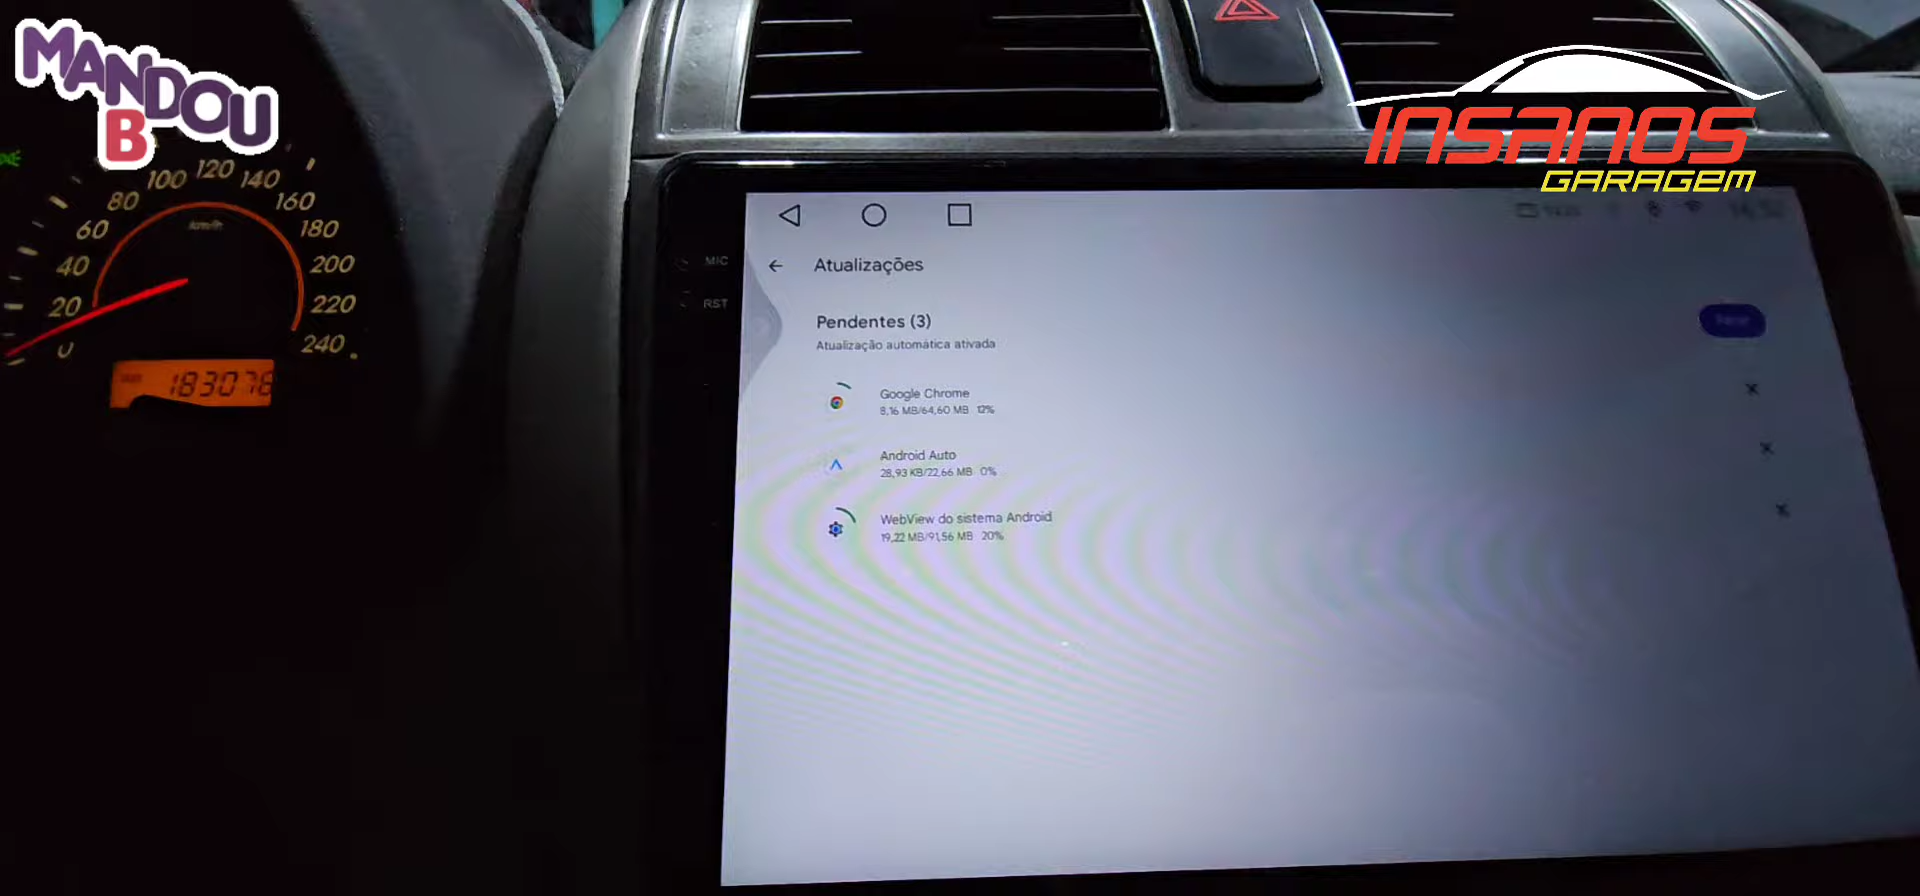 MANDOU
B
INSANOS
GARAGEM
0
20
40
60
80
100
120
140
160
180
200
220
240
km/h
183078
MIC
RST
Atualizações
Pendentes (3)
Atualização automática ativada
Google Chrome
8,16 MB/64,60 MB 12%
Android Auto
28,93 KB/22,66 MB 0%
WebView do sistema Android
19,22 MB/91,56 MB 20%